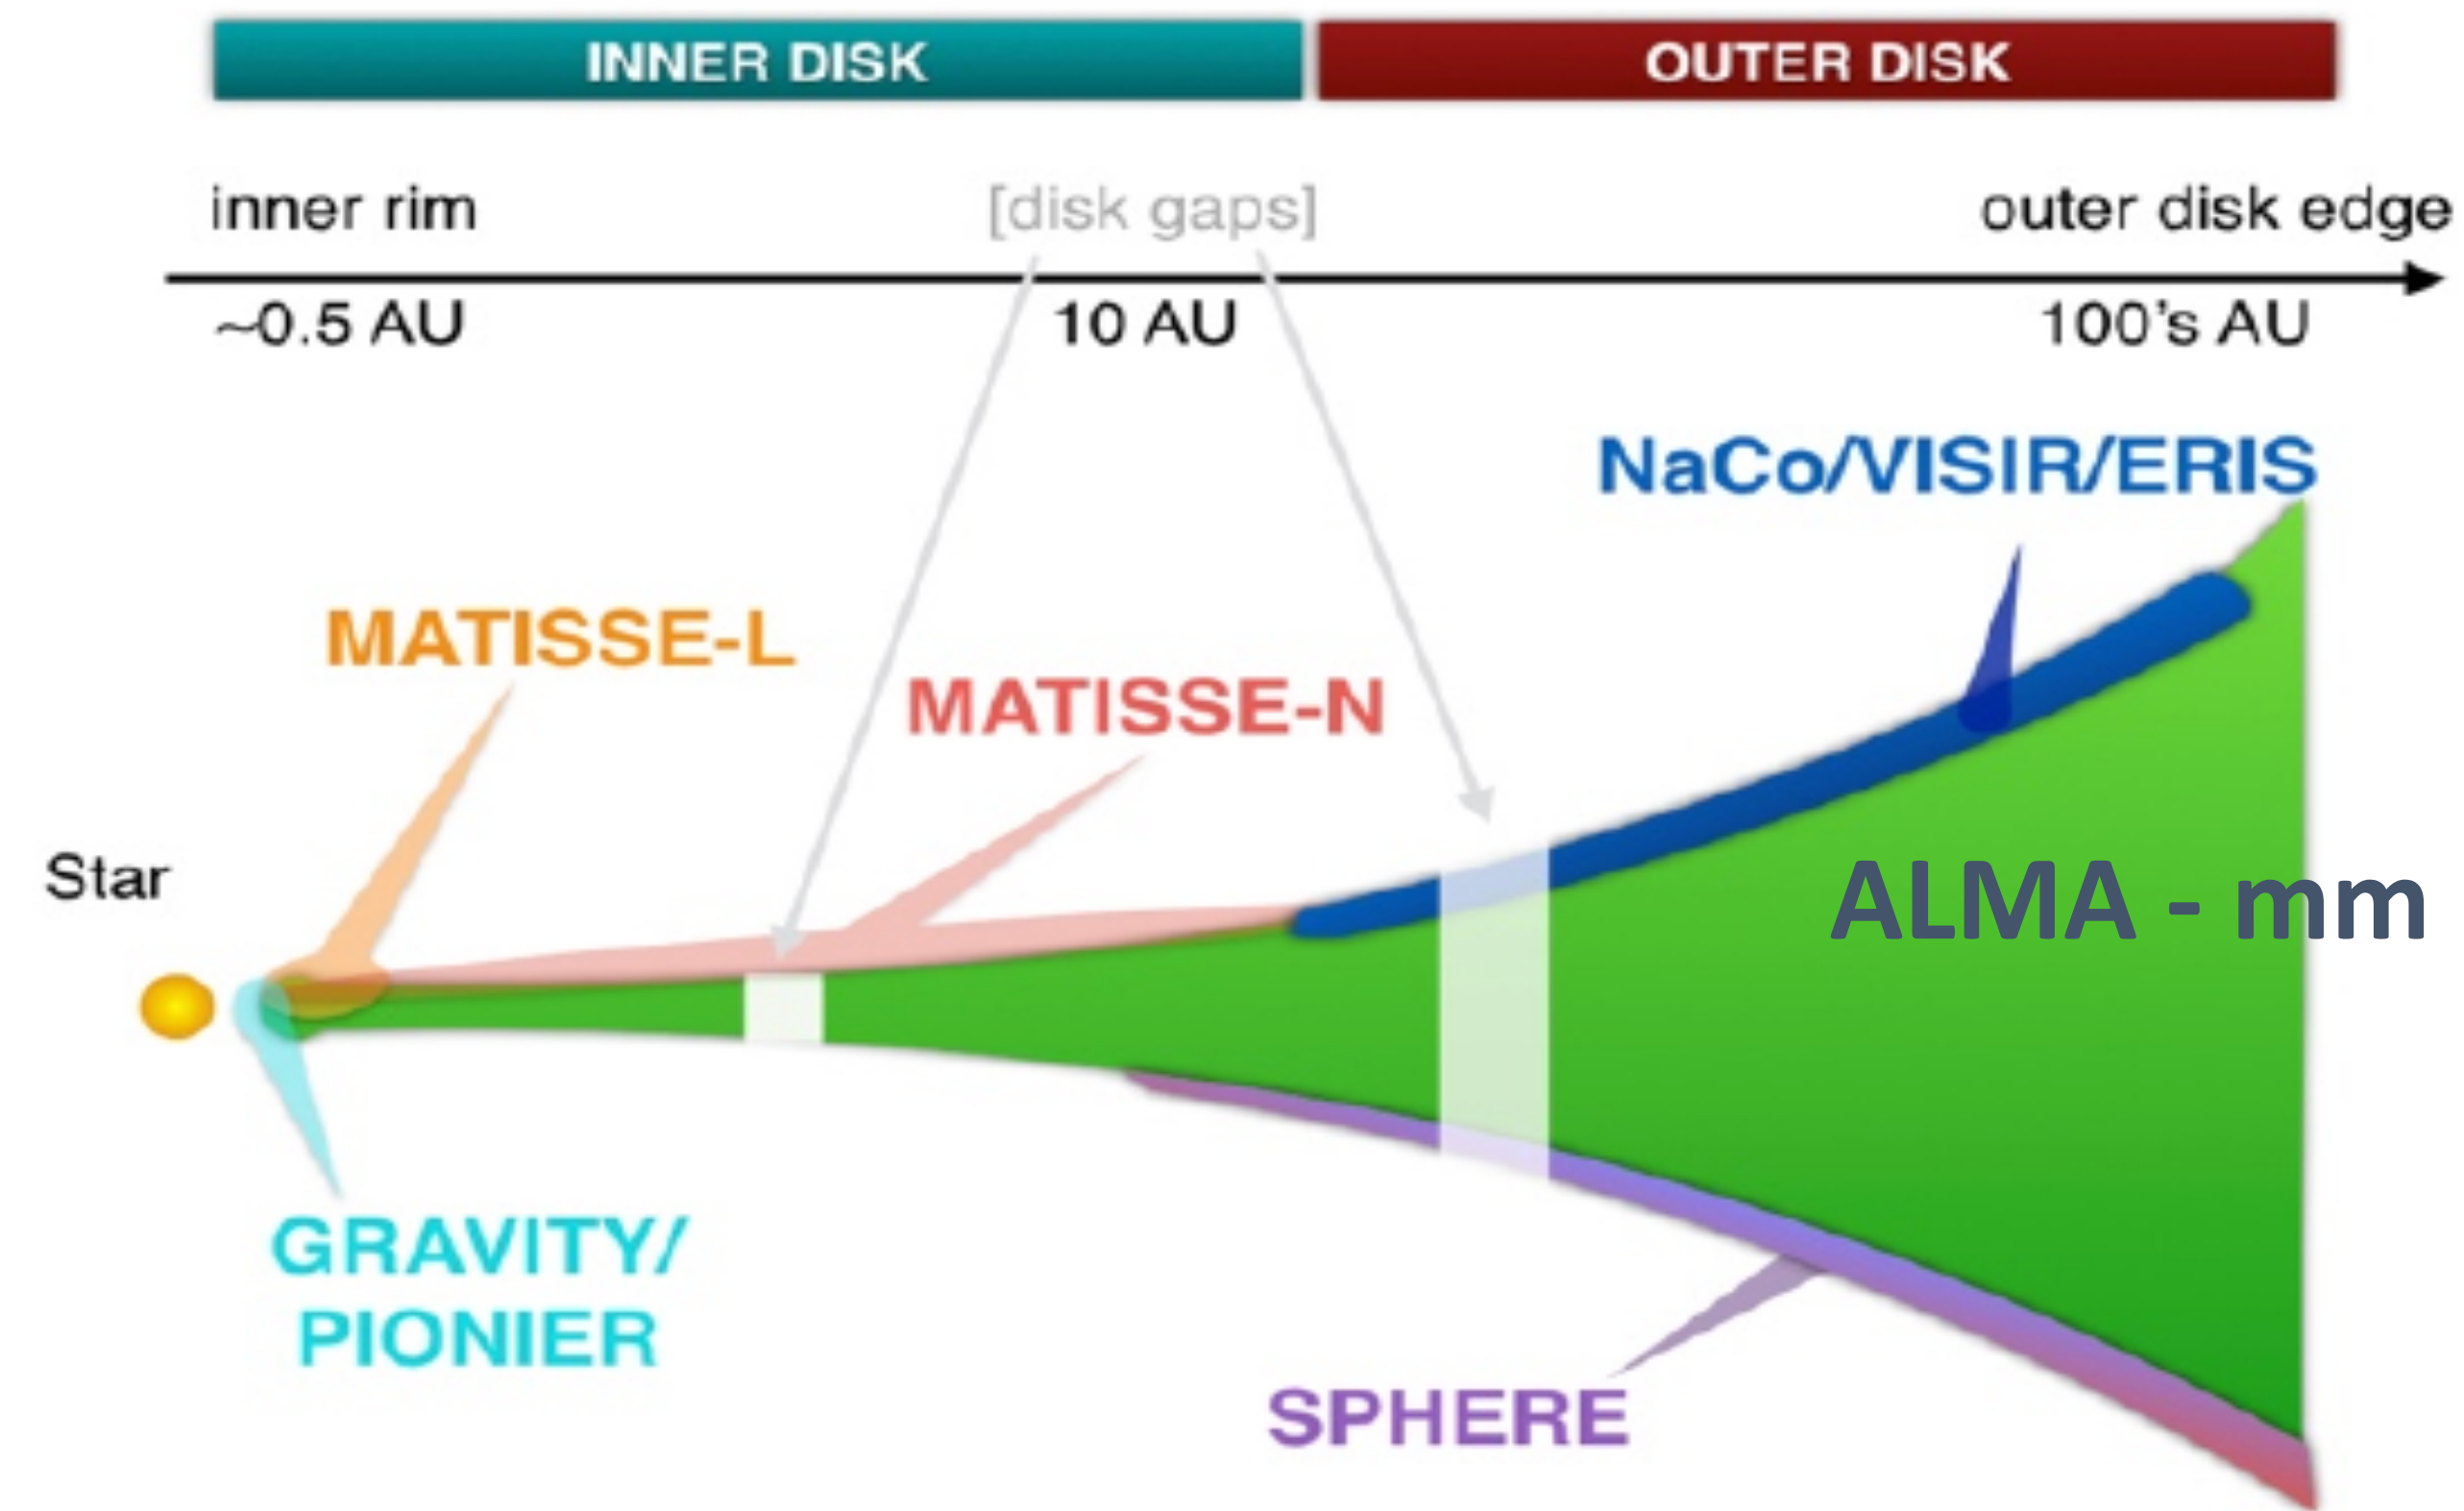 INNER DISK
OUTER DISK
inner rim
[disk gaps]
outer disk edge
~0.5 AU
10 AU
100's AU
NaCo/VISIR/ERIS
MATISSE-L
MATISSE-N
Star
ALMA - mm
GRAVITY/
PIONIER
SPHERE